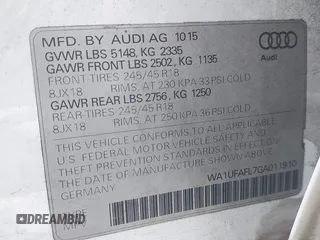 MFD. BY AUDI AG 10 15
GVWR LBS 5148, KG 2335
GAWR FRONT LBS 2502, KG 1135
FRONT TIRES 245/45 R18
8JX18 RIMS, AT 230 KPA 33 PSI COLD
GAWR REAR LBS 2756, KG 1250
REAR TIRES 245/45 R18
8JX18 RIMS, AT 250 KPA 36 PSI COLD
Audi
THIS VEHICLE CONFORMS TO ALL APPLICABLE
U.S. FEDERAL MOTOR VEHICLE SAFETY AND
THEFT PREVENTION STANDARDS IN EFFECT ON THE
DATE OF MANUFACTURE SHOWN ABOVE.
GERMANY WA1UFAFL7GA011910
DREAMBID